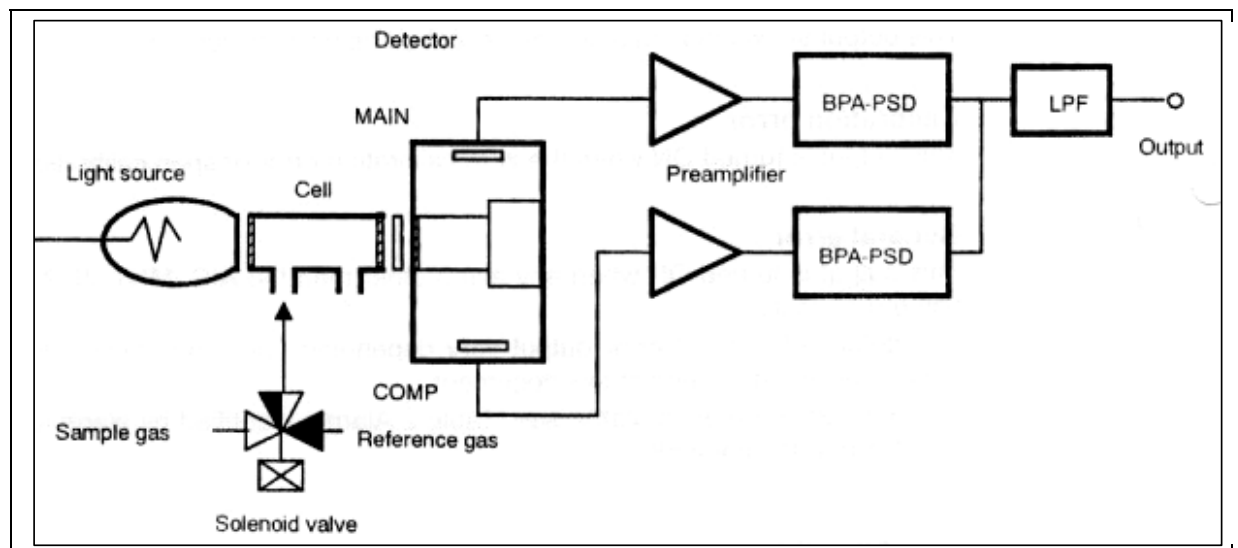 Detector
MAIN
Light source
Cell
Preamplifier
BPA-PSD
LPF
Output
BPA-PSD
COMP
Sample gas
Reference gas
Solenoid valve